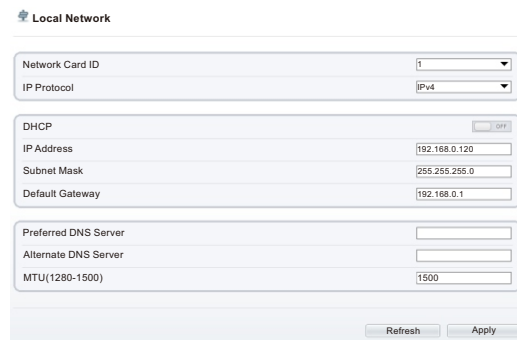 Local Network
Network Card ID 1
IP Protocol IPv4
DHCP OFF
IP Address 192.168.0.120
Subnet Mask 255.255.255.0
Default Gateway 192.168.0.1
Preferred DNS Server
Alternate DNS Server
MTU(1280-1500) 1500
Refresh Apply